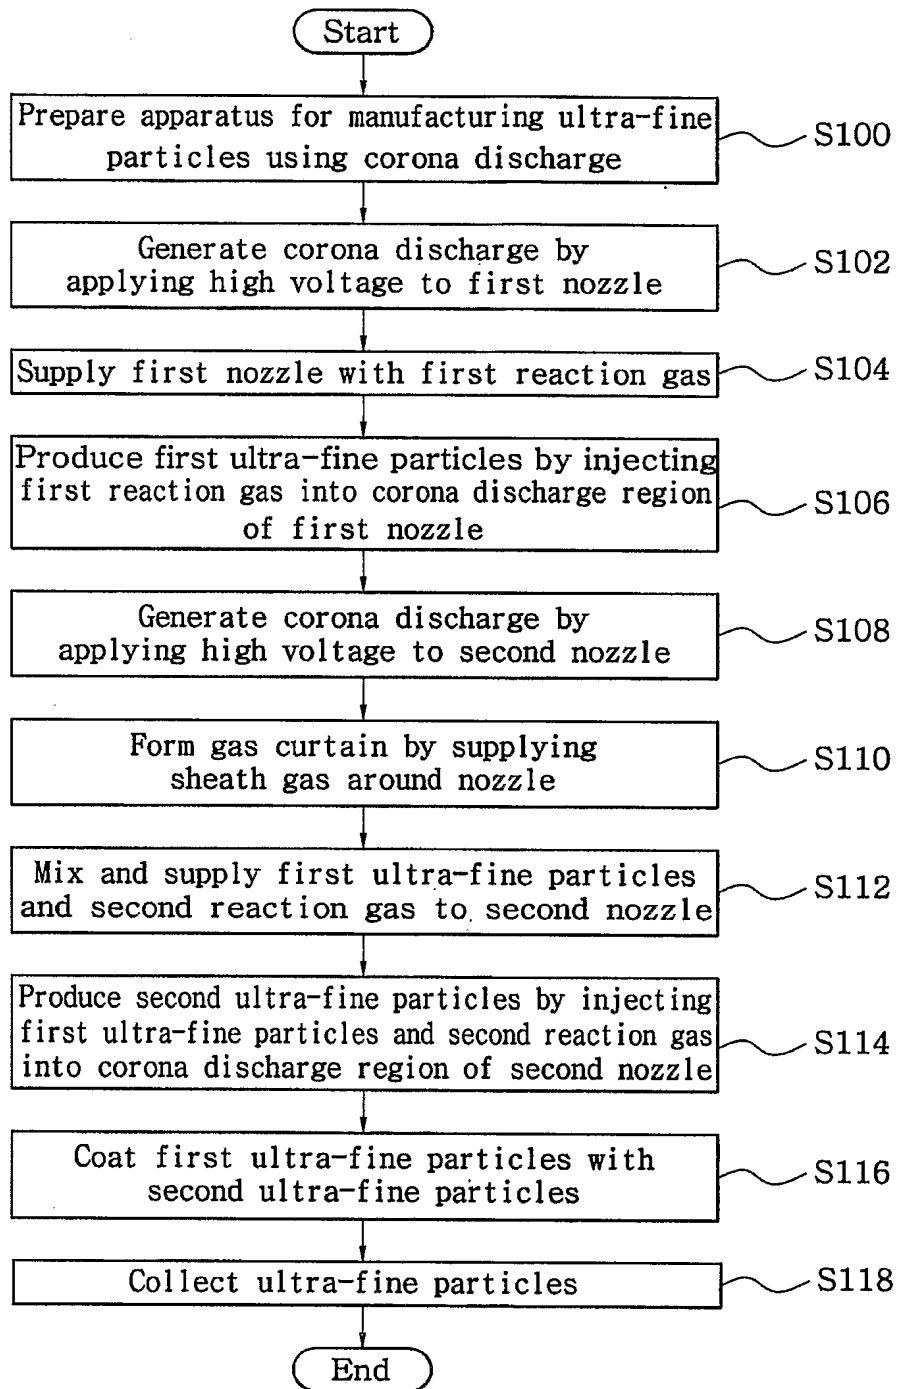 Start
Prepare apparatus for manufacturing ultra-fine
particles using corona discharge
S100
Generate corona discharge by
applying high voltage to first nozzle
S102
Supply first nozzle with first reaction gas
S104
Produce first ultra-fine particles by injecting
first reaction gas into corona discharge region
of first nozzle
S106
Generate corona discharge by
applying high voltage to second nozzle
S108
Form gas curtain by supplying
sheath gas around nozzle
S110
Mix and supply first ultra-fine particles
and second reaction gas to second nozzle
S112
Produce second ultra-fine particles by injecting
first ultra-fine particles and second reaction gas
into corona discharge region of second nozzle
S114
Coat first ultra-fine particles with
second ultra-fine particles
S116
Collect ultra-fine particles
S118
End